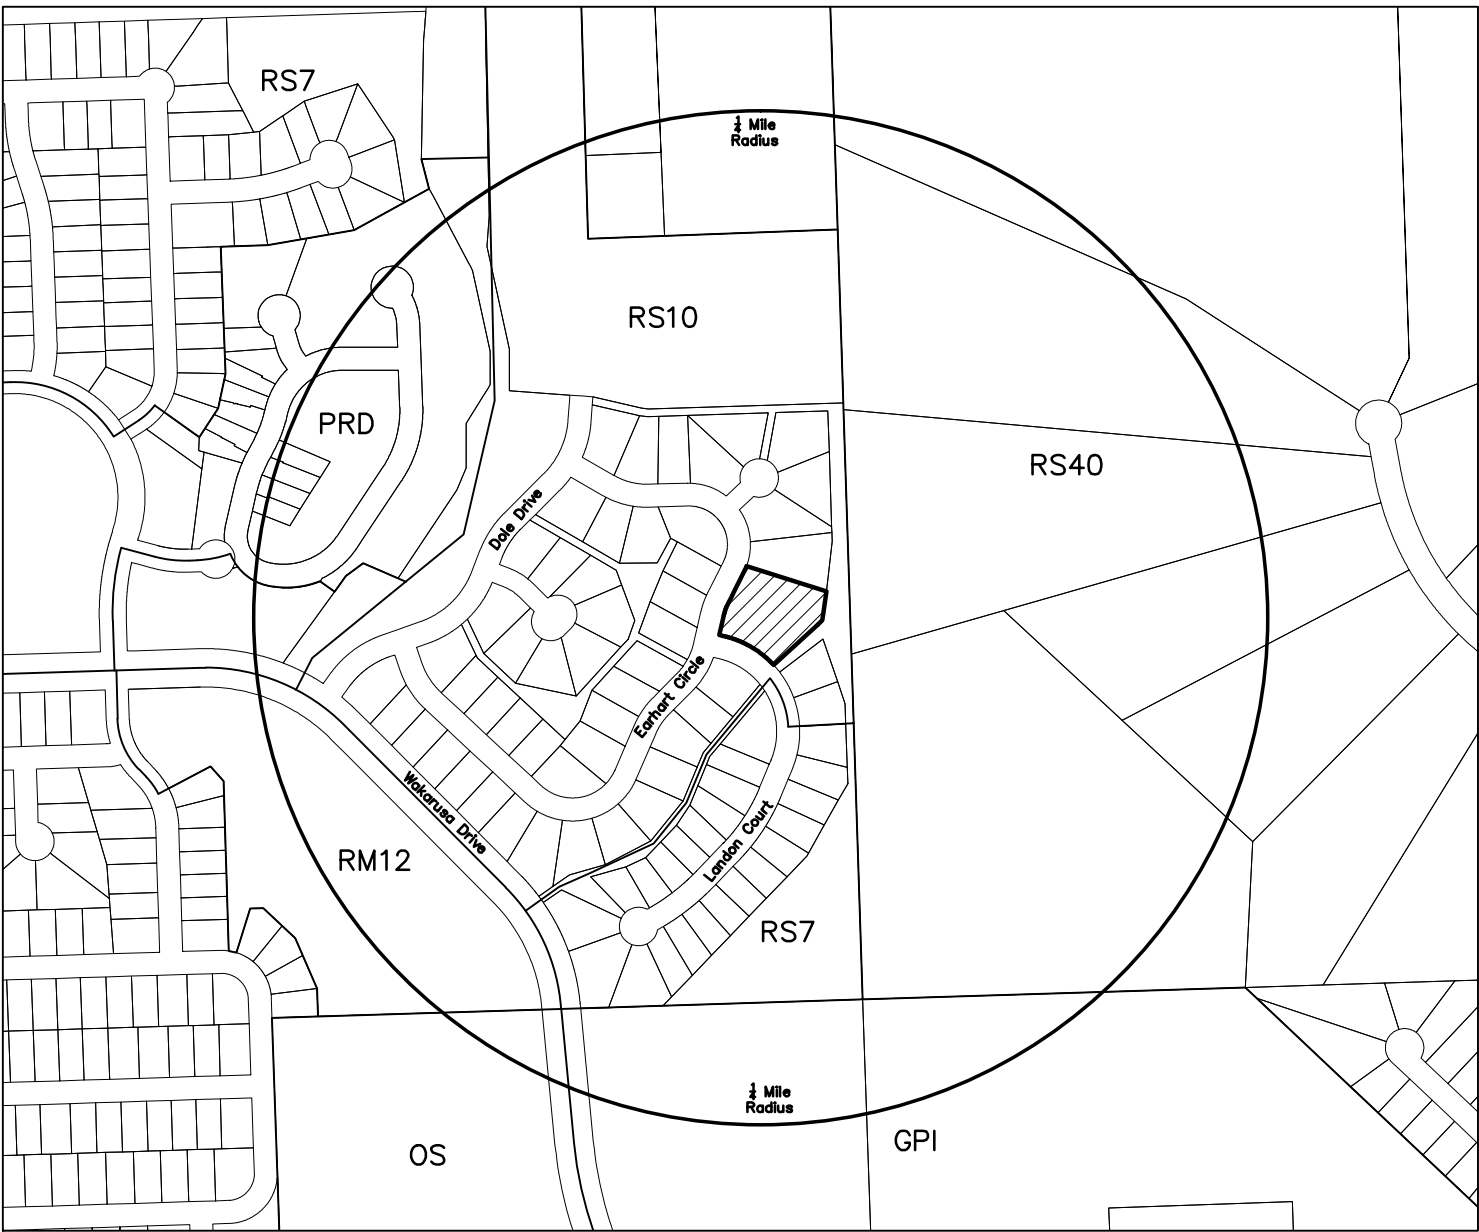 RS7
¼ Mile
Radius
RS10
PRD
RS40
Dole Drive
Earhart Circle
Wakarusa Drive
Landon Court
RM12
RS7
¼ Mile
Radius
OS
GPI